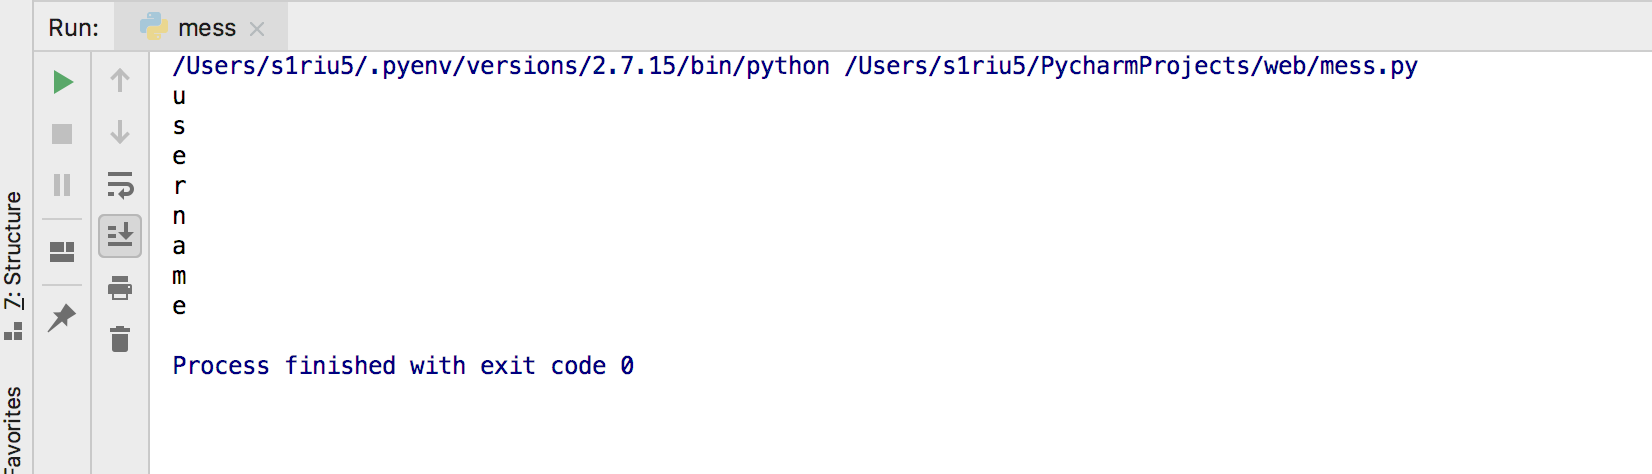 Run: mess
/Users/s1riu5/.pyenv/versions/2.7.15/bin/python /Users/s1riu5/PycharmProjects/web/mess.py
u
s
e
r
n
a
m
e
Process finished with exit code 0
7: Structure
Favorites